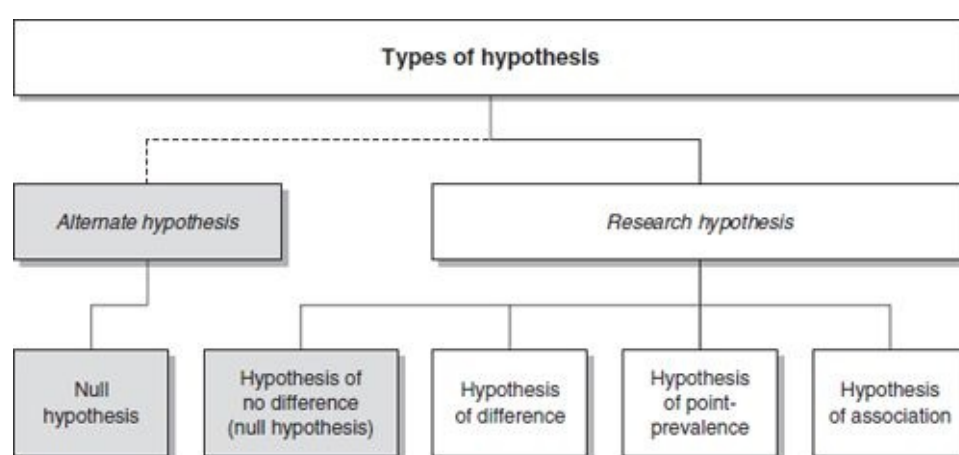 Types of hypothesis
Alternate hypothesis
Research hypothesis
Null
hypothesis
Hypothesis of
no difference
(null hypothesis)
Hypothesis
of difference
Hypothesis
of point-
prevalence
Hypothesis
of association